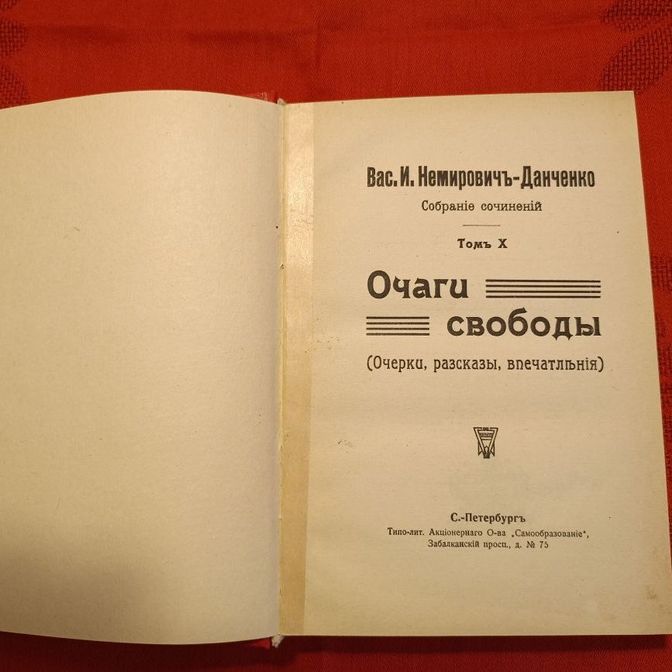 Вас. И. Немировичъ-Данченко
Собраніе сочиненій
Томъ X
Очаги
свободы
(Очерки, разсказы, впечатлѣнія)
С.-Петербургъ
Типо-лит. Акціонернаго О-ва „Самообразованіе",
Забалканскій просп., д. № 75